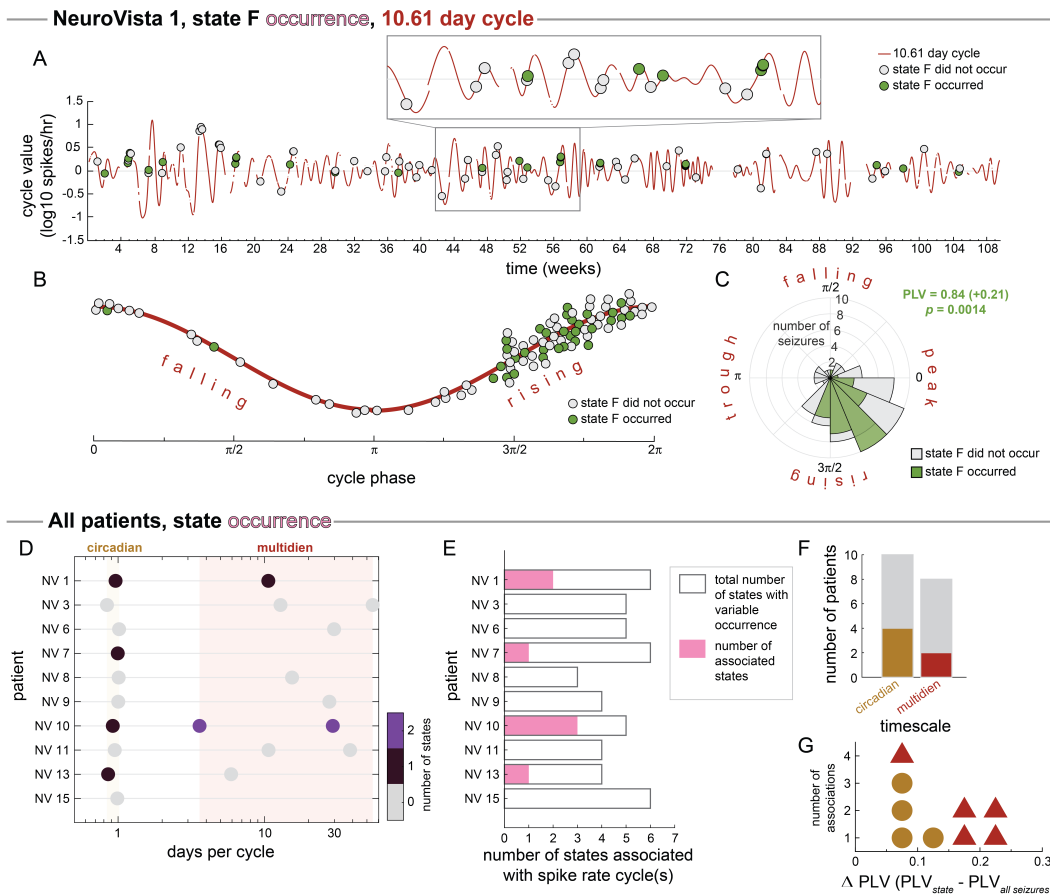 NeuroVista 1, state F occurrence, 10.61 day cycle
A
10.61 day cycle
state F did not occur
state F occurred
cycle value
(log10 spikes/hr)
1.5
1
0.5
0
-0.5
-1
-1.5
4 8 12 16 20 24 28 32 36 40 44 48 52 56 60 64 68 72 76 80 84 88 92 96 100 104 108
time (weeks)
B
falling
rising
state F did not occur
state F occurred
0 π/2 π 3π/2 2π
cycle phase
C
falling
π/2
PLV = 0.84 (+0.21)
p = 0.0014
10
8
6
4
2
number of
seizures
trough
π
0
peak
3π/2
rising
state F did not occur
state F occurred
All patients, state occurrence
D
circadian multidien
patient
NV 1
NV 3
NV 6
NV 7
NV 8
NV 9
NV 10
NV 11
NV 13
NV 15
2
1
0
number of states
1 10 30
days per cycle
E
patient
NV 1
NV 3
NV 6
NV 7
NV 8
NV 9
NV 10
NV 11
NV 13
NV 15
0 1 2 3 4 5 6 7
number of states associated
with spike rate cycle(s)
total number
of states with
variable
occurrence
number of
associated
states
F
number of patients
10
8
6
4
2
0
circadian
multidien
timescale
G
number of
associations
4
3
2
1
0 0.1 0.2 0.3
Δ PLV (PLVstate - PLVall seizures